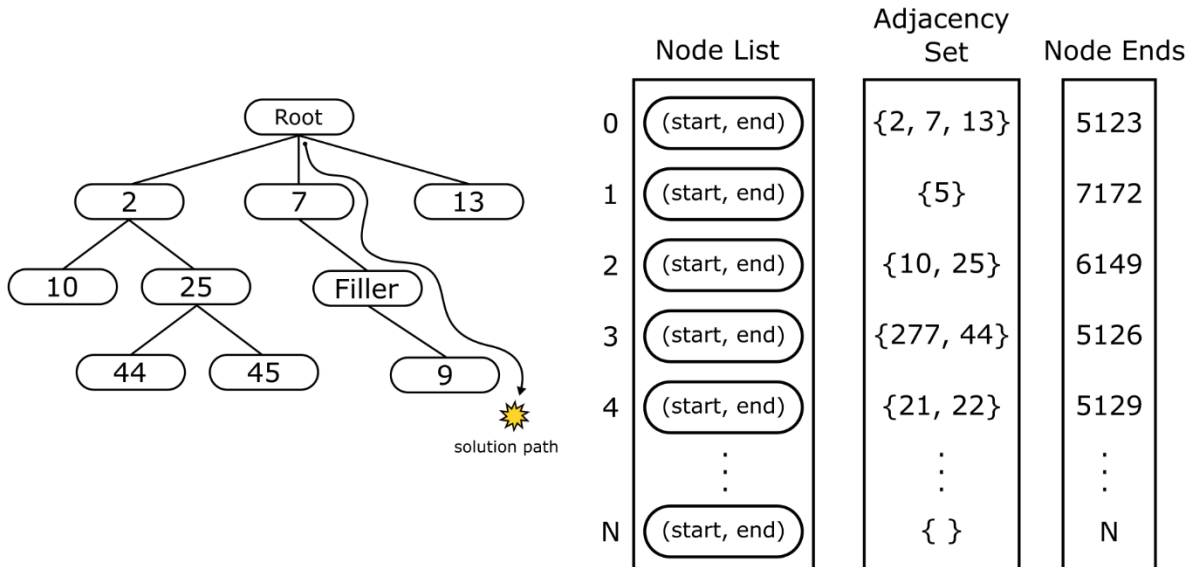 Root
2 7 13
10 25 Filler
44 45 9
solution path
Adjacency
Set
Node List Node Ends
0 (start, end) {2, 7, 13} 5123
1 (start, end) {5} 7172
2 (start, end) {10, 25} 6149
3 (start, end) {277, 44} 5126
4 (start, end) {21, 22} 5129
N (start, end) { } N